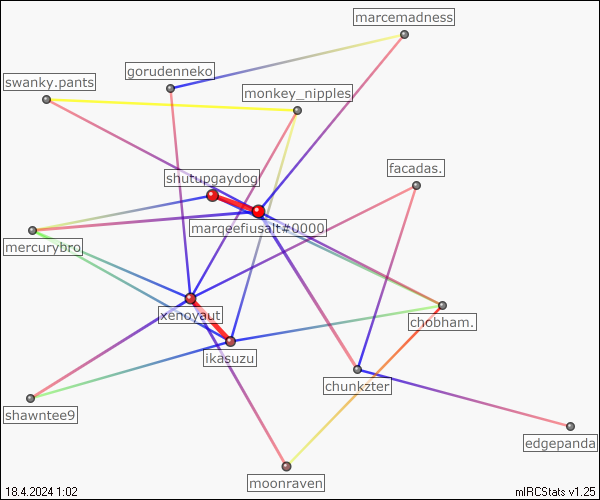 marcemadness
gorudenneko
swanky.pants
monkey_nipples
facadas.
shutupgaydog
marqeefiusalt#0000
mercurybro
xenoyaut
chobham.
ikasuzu
chunkzter
shawntee9
edgepanda
moonraven
18.4.2024 1:02
mIRCStats v1.25